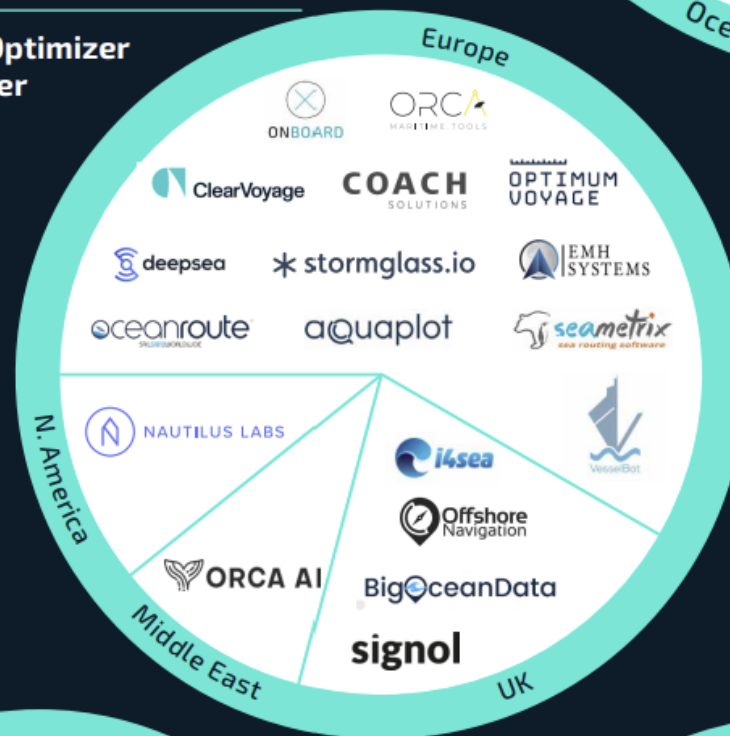 Optimizer
er
Oce
Europe
ONBOARD
ORCA
MARITIME.TOOLS
ClearVoyage
COACH
SOLUTIONS
OPTIMUM
VOYAGE
deepsea
stormglass.io
EMH
SYSTEMS
oceanroute
aquaplot
seametrix
sea routing software
N. America
NAUTILUS LABS
i4sea
VesselBot
Offshore
Navigation
ORCA AI
BigOceanData
signol
Middle East
UK